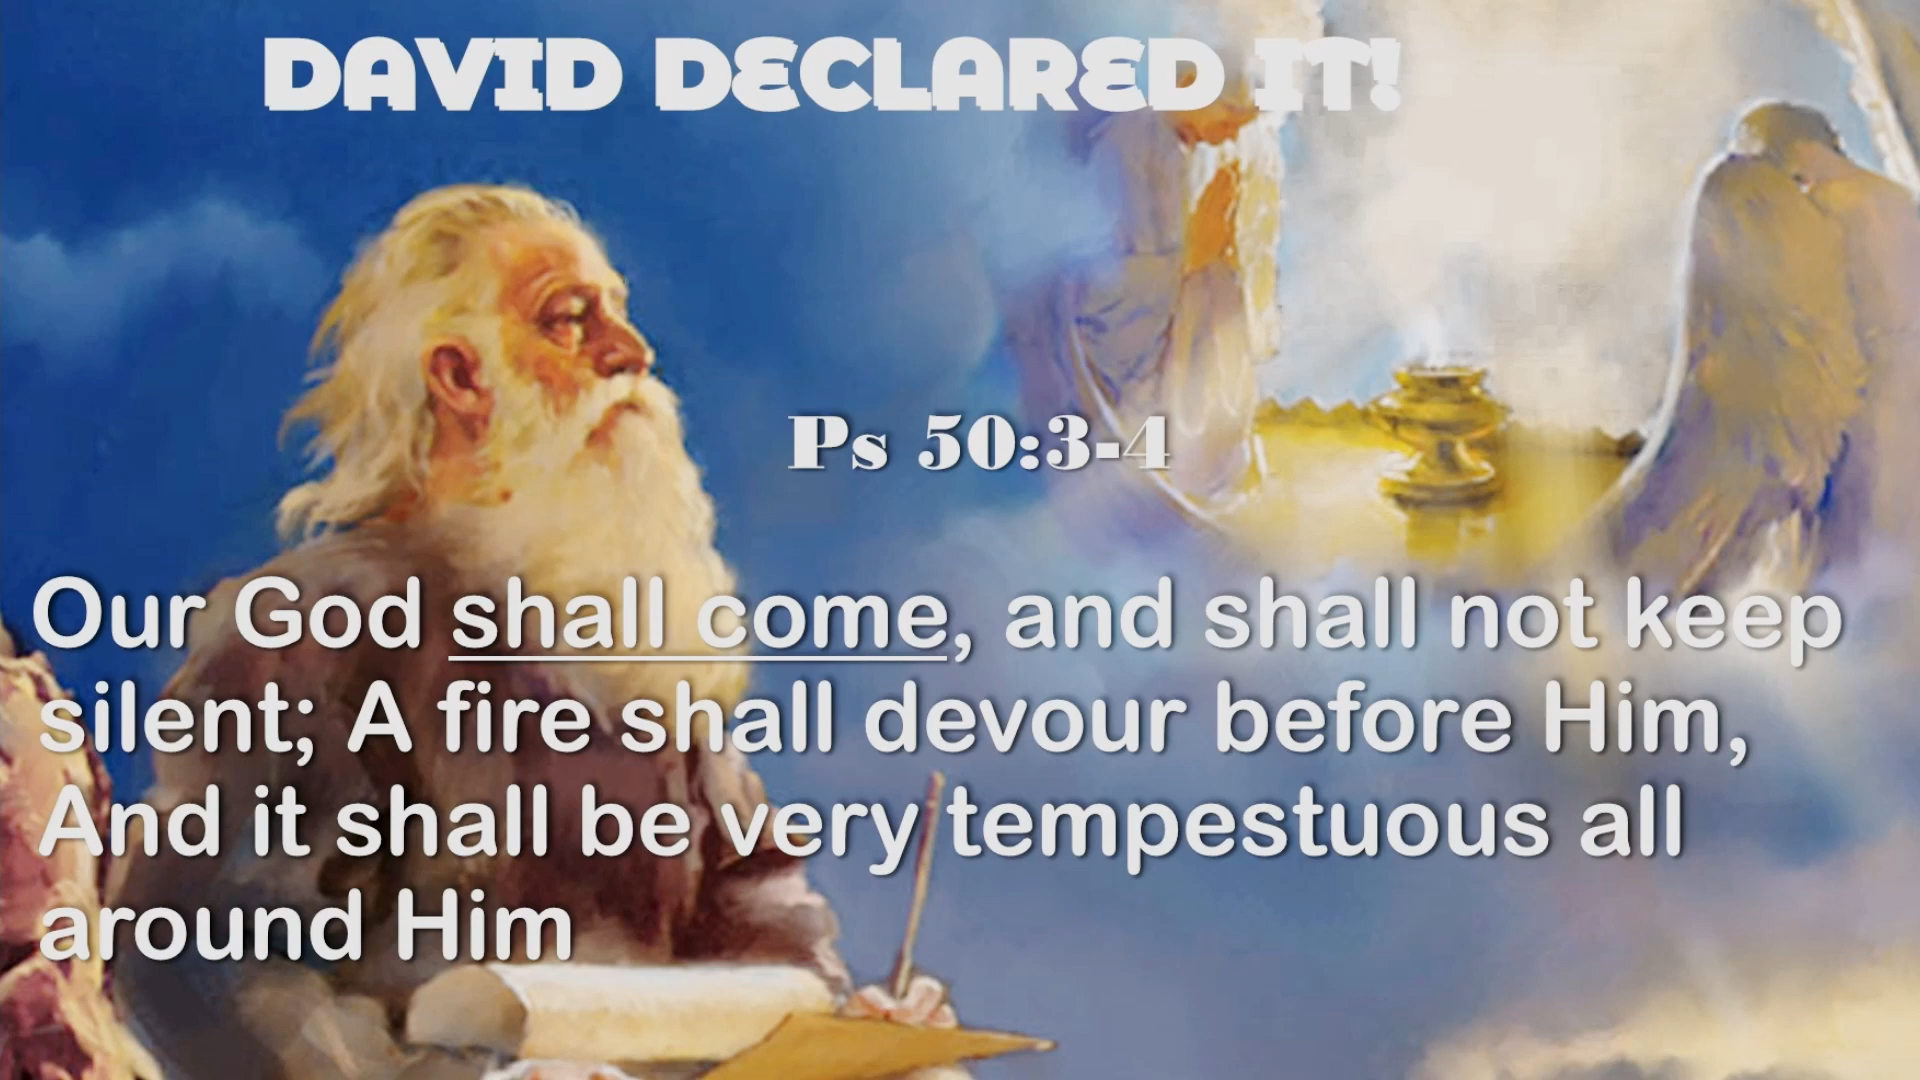 DAVID DECLARED IT!
Ps 50:3-4
Our God shall come, and shall not keep
silent; A fire shall devour before Him,
And it shall be very tempestuous all
around Him